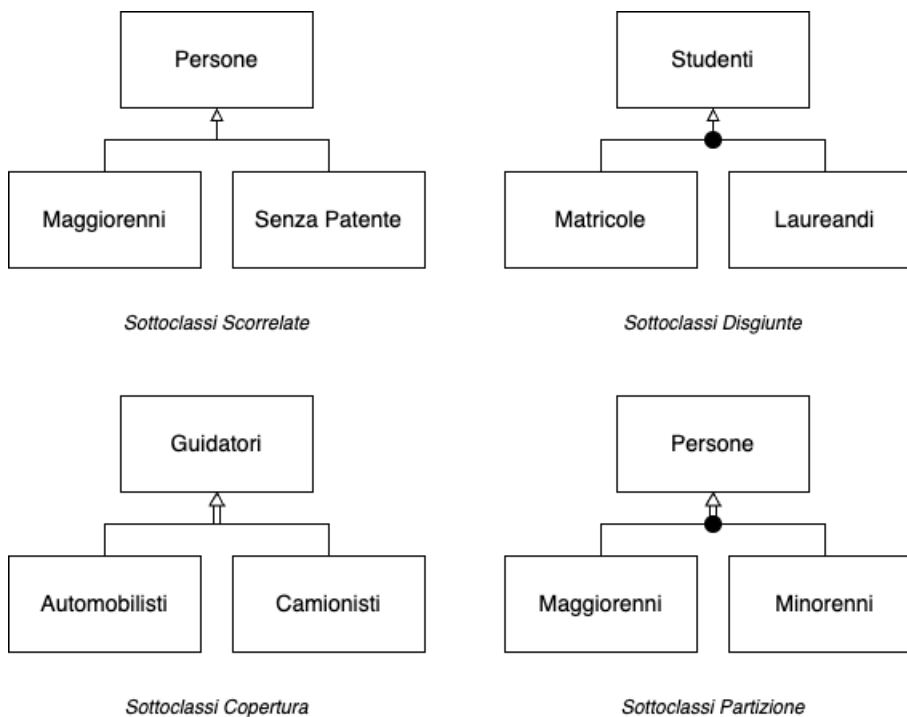 Persone
Maggiorenni
Senza Patente
Sottoclassi Scorrelate
Studenti
Matricole
Laureandi
Sottoclassi Disgiunte
Guidatori
Automobilisti
Camionisti
Sottoclassi Copertura
Persone
Maggiorenni
Minorenni
Sottoclassi Partizione